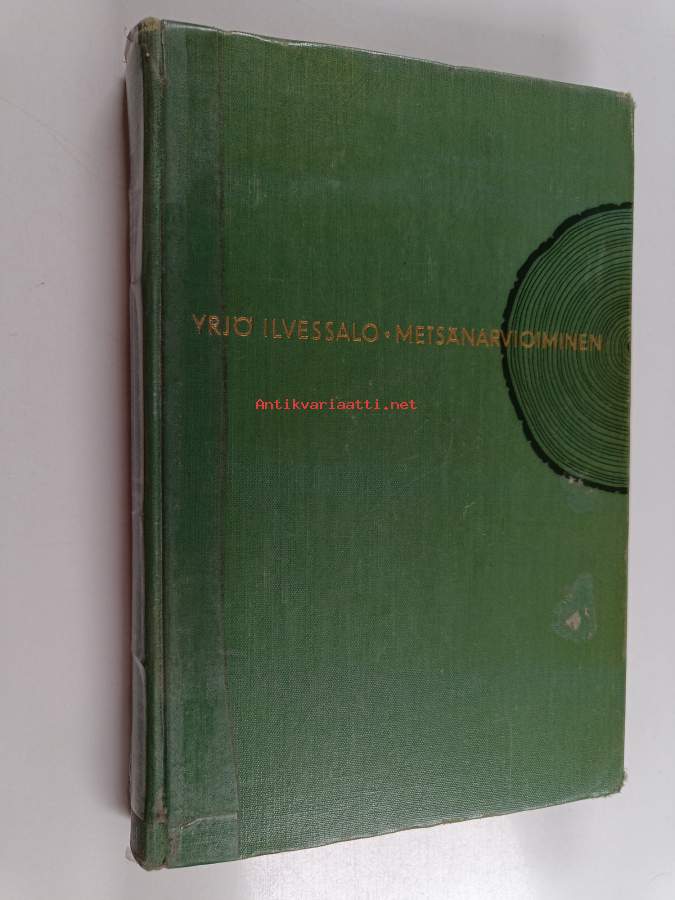 YRJÖ ILVESSALO • METSÄNARVIOIMINEN
Antikvariaatti.net